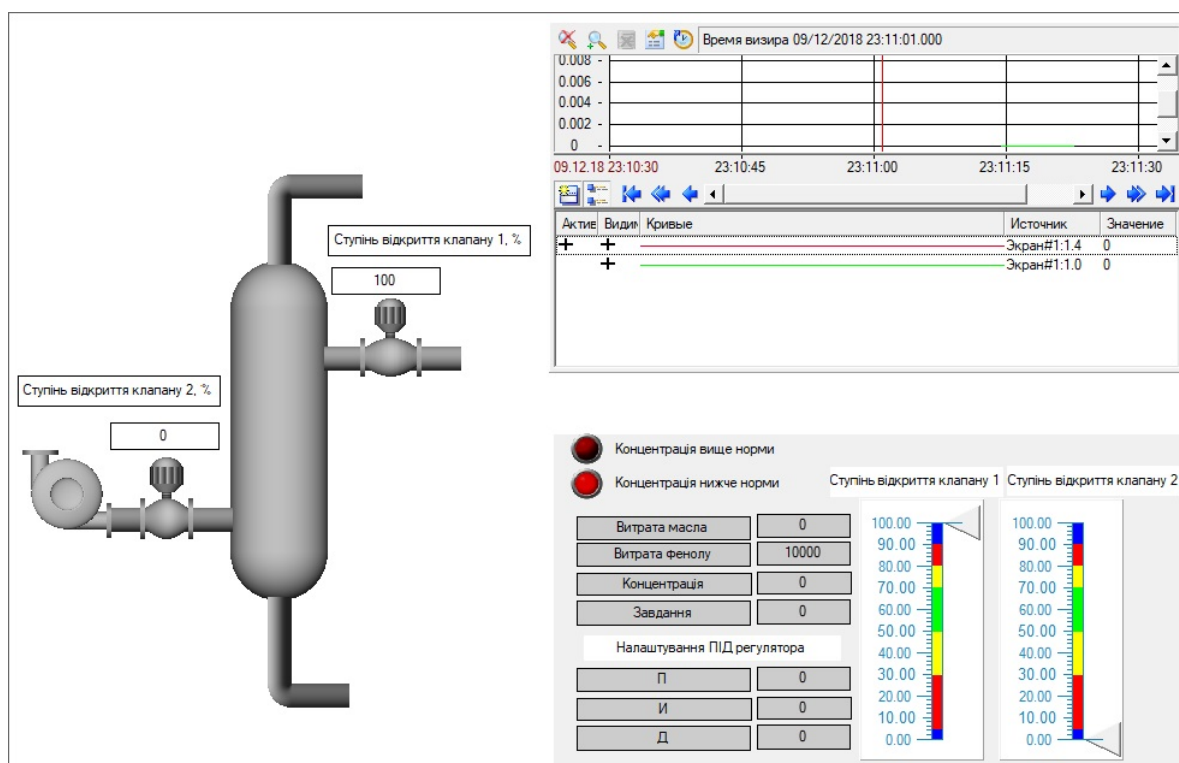 Время визира 09/12/2018 23:11:01.000
0.008
0.006
0.004
0.002
0
09.12.18 23:10:30 23:10:45 23:11:00 23:11:15 23:11:30
Актив Видим Кривые Источник Значение
Экран#1:1.4 0
Экран#1:1.0 0
Ступінь відкриття клапану 1, %
100
Ступінь відкриття клапану 2, %
0
Концентрація вище норми
Концентрація нижче норми
Витрата масла 0
Витрата фенолу 10000
Концентрація 0
Завдання 0
Налаштування ПІД регулятора
П 0
И 0
Д 0
Ступінь відкриття клапану 1
100.00
90.00
80.00
70.00
60.00
50.00
40.00
30.00
20.00
10.00
0.00
Ступінь відкриття клапану 2
100.00
90.00
80.00
70.00
60.00
50.00
40.00
30.00
20.00
10.00
0.00